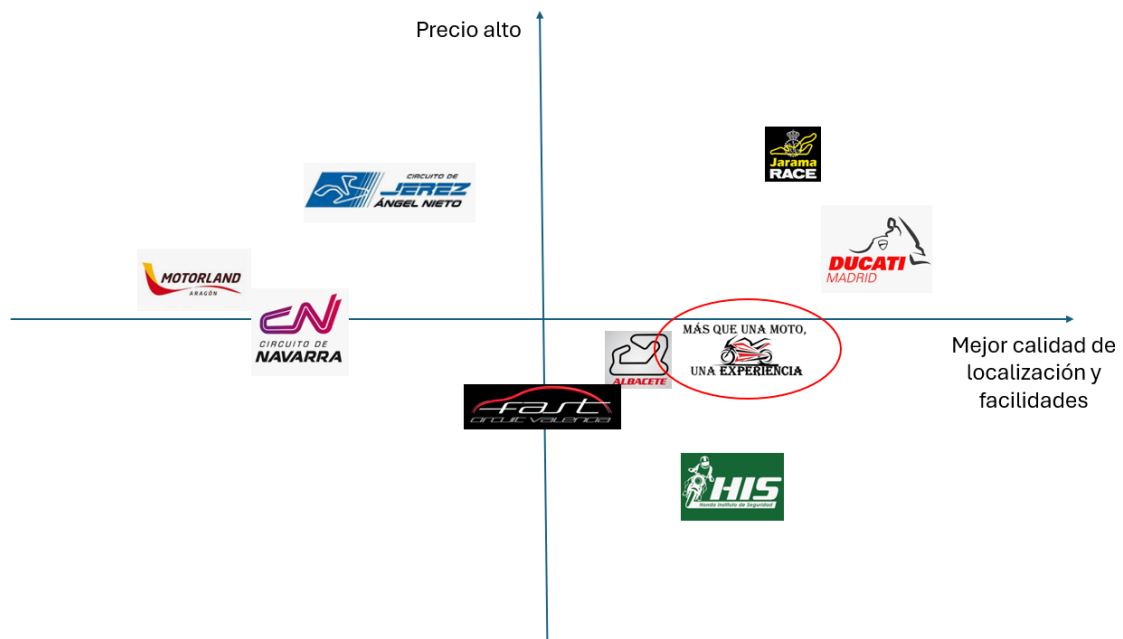 Precio alto
Jarama
RACE
CIRCUITO DE
JEREZ
ÁNGEL NIETO
DUCATI
MADRID
MOTORLAND
ARAGÓN
CN
CIRCUITO DE
NAVARRA
MÁS QUE UNA MOTO,
UNA EXPERIENCIA
ALBACETE
Mejor calidad de
localización y
facilidades
fast
circuit valencia
HIS
Honda Instituto de Seguridad